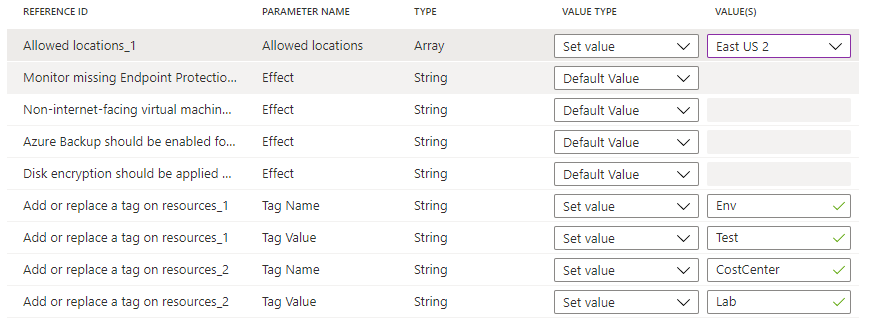 REFERENCE ID PARAMETER NAME TYPE VALUE TYPE VALUE(S)
Allowed locations_1 Allowed locations Array Set value East US 2
Monitor missing Endpoint Protectio... Effect String Default Value
Non-internet-facing virtual machin... Effect String Default Value
Azure Backup should be enabled fo... Effect String Default Value
Disk encryption should be applied ... Effect String Default Value
Add or replace a tag on resources_1 Tag Name String Set value Env
Add or replace a tag on resources_1 Tag Value String Set value Test
Add or replace a tag on resources_2 Tag Name String Set value CostCenter
Add or replace a tag on resources_2 Tag Value String Set value Lab